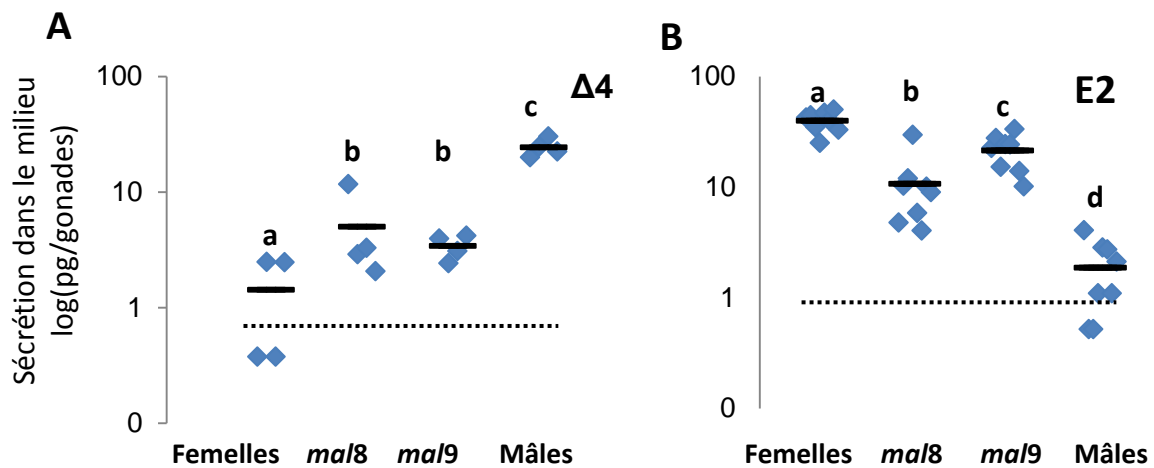 A
Sécrétion dans le milieu
log(pg/gonades)
100
10
1
0
Δ4
a
b
b
c
Femelles mal8 mal9 Mâles
B
100
10
1
0
E2
a
b
c
d
Femelles mal8 mal9 Mâles